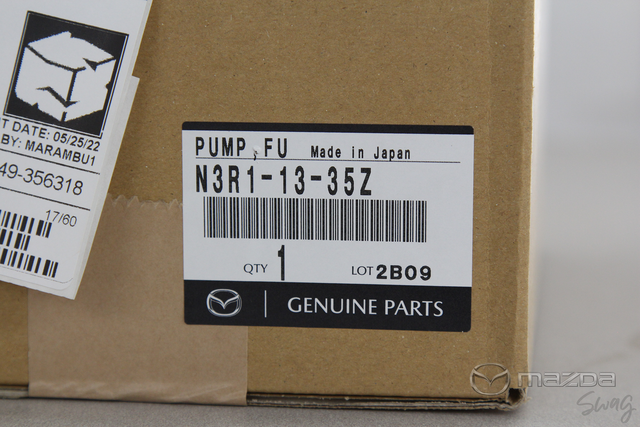 T DATE: 05/25/22
BY: MARAMBU1
49-356318
17/60
PUMP,FU Made in Japan
N3R1-13-35Z
QTY 1 LOT 2B09
GENUINE PARTS
mazda
Swag